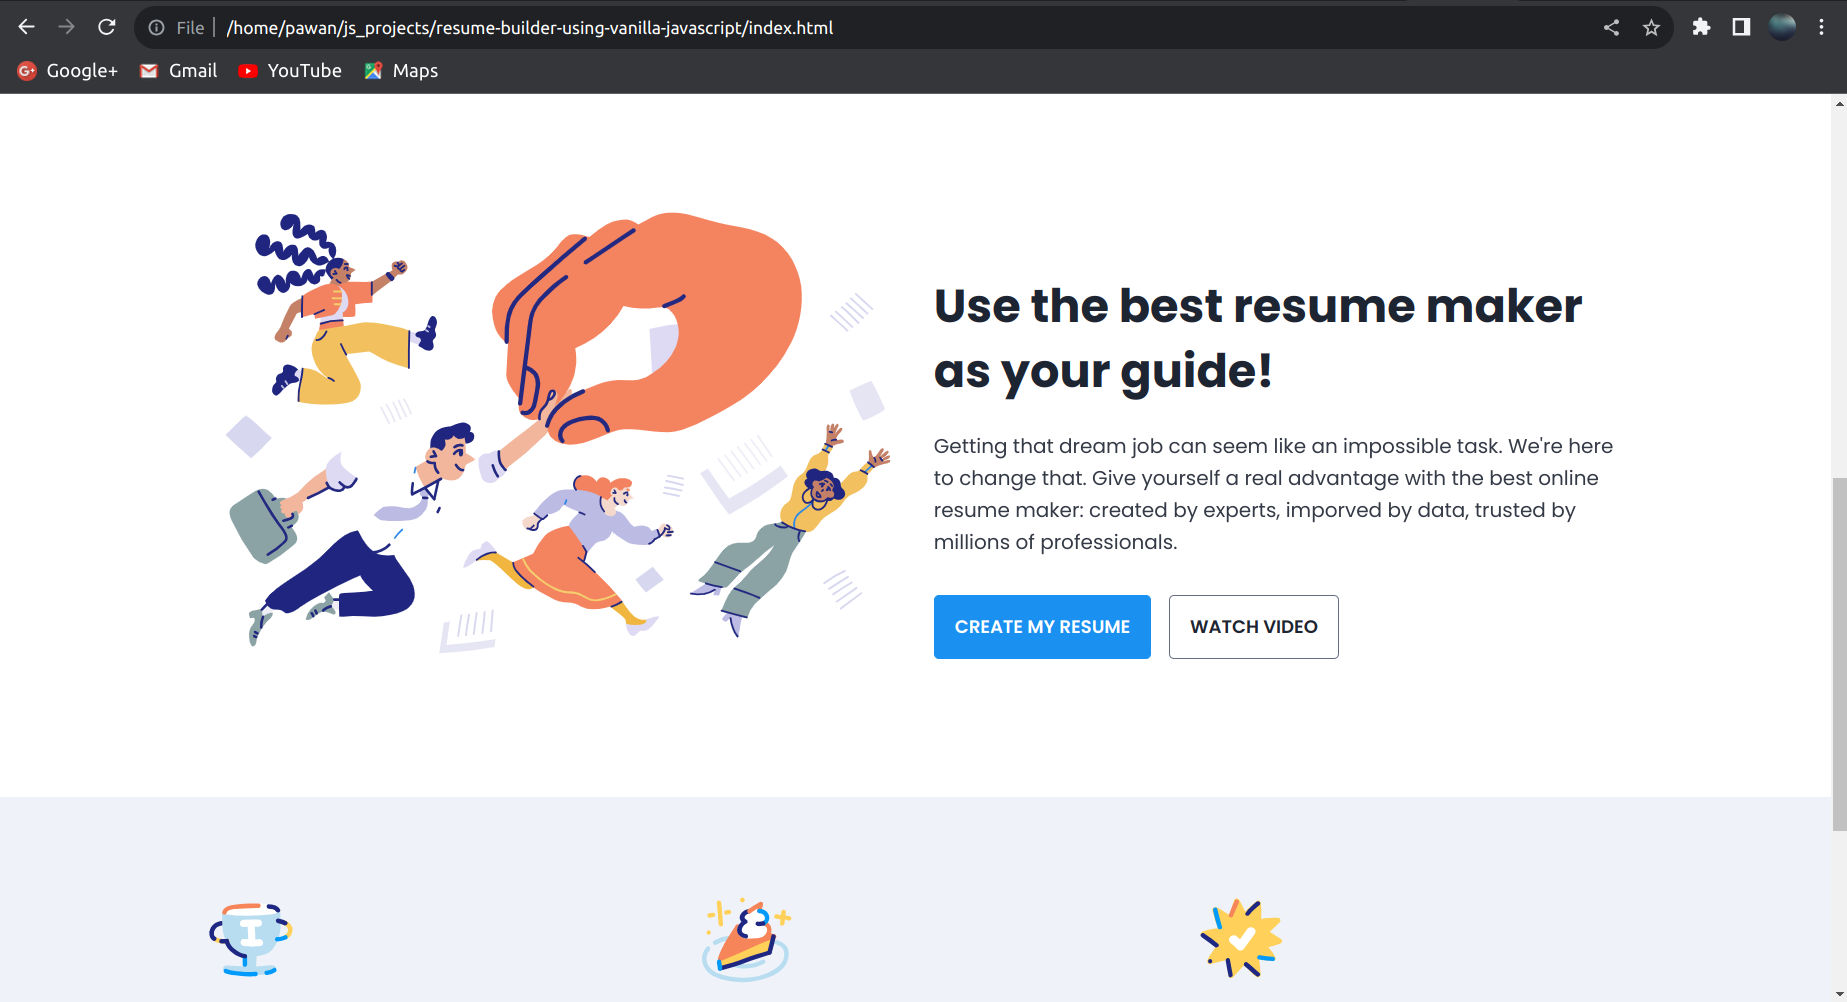 File
/home/pawan/js_projects/resume-builder-using-vanilla-javascript/index.html
Google+ Gmail YouTube Maps
Use the best resume maker
as your guide!
Getting that dream job can seem like an impossible task. We're here
to change that. Give yourself a real advantage with the best online
resume maker: created by experts, imporved by data, trusted by
millions of professionals.
CREATE MY RESUME WATCH VIDEO